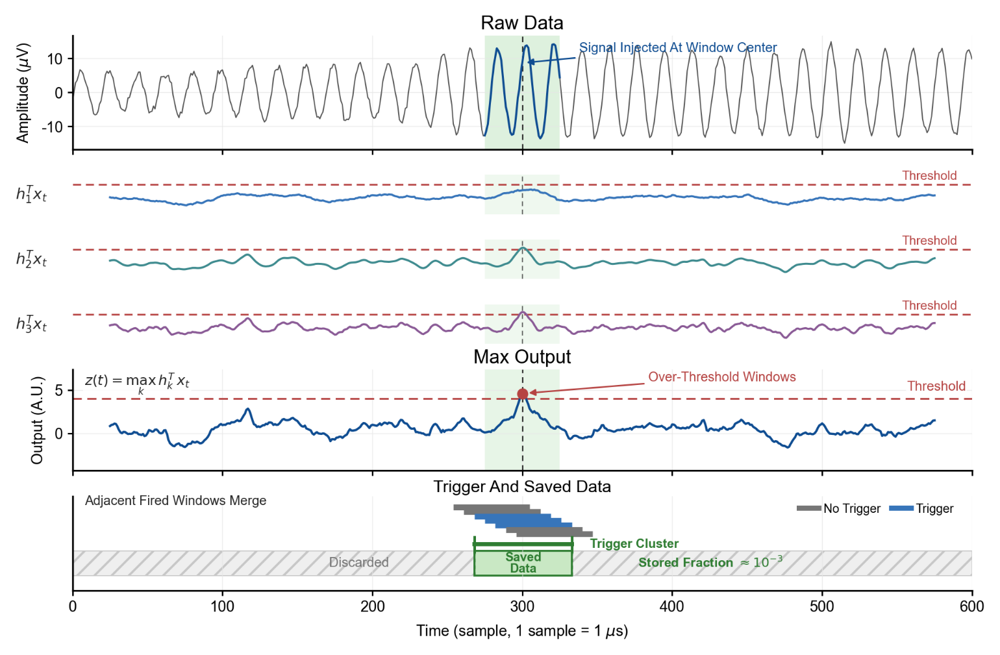 Raw Data
Amplitude (μV)
10
0
-10
Signal Injected At Window Center
h₁ᵀxₜ
Threshold
h₂ᵀxₜ
Threshold
h₃ᵀxₜ
Threshold
Max Output
Output (A.U.)
5
0
z(t) = maxₖ hₖᵀ xₜ
Over-Threshold Windows
Threshold
Trigger And Saved Data
Adjacent Fired Windows Merge
No Trigger
Trigger
Trigger Cluster
Discarded
Saved
Data
Stored Fraction ≈ 10⁻³
0 100 200 300 400 500 600
Time (sample, 1 sample = 1 μs)